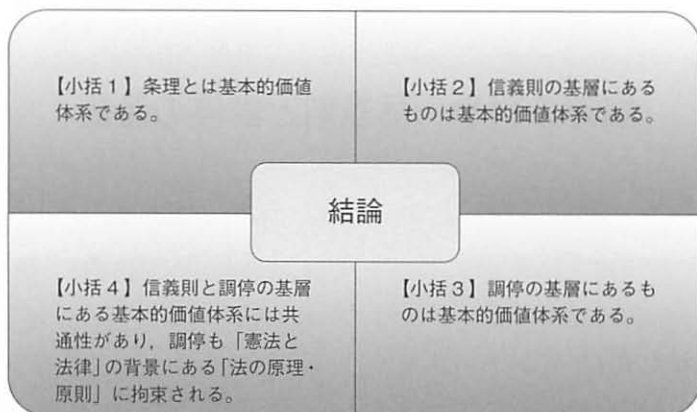 【小括1】条理とは基本的価値
体系である。
【小括2】信義則の基層にある
ものは基本的価値体系である。
結論
【小括4】信義則と調停の基層
にある基本的価値体系には共
通性があり，調停も「憲法と
法律」の背景にある「法の原理・
原則」に拘束される。
【小括3】調停の基層にあるも
のは基本的価値体系である。